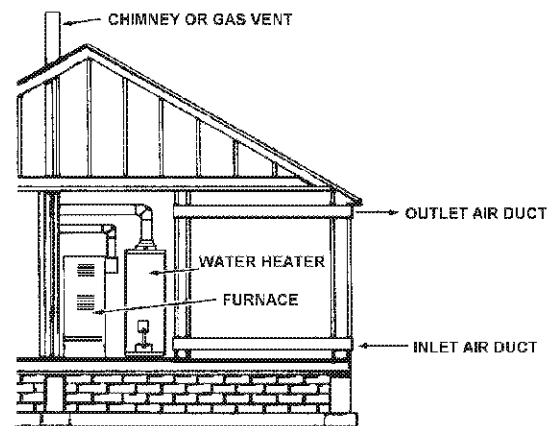 CHIMNEY OR GAS VENT
OUTLET AIR DUCT
WATER HEATER
FURNACE
INLET AIR DUCT